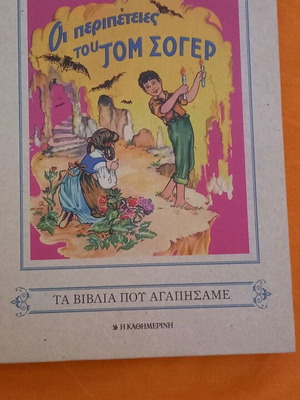 Οι περιπέτειες
του ΤΟΜ ΣΟΓΕΡ
ΤΑ ΒΙΒΛΙΑ ΠΟΥ ΑΓΑΠΗΣΑΜΕ
Η ΚΑΘΗΜΕΡΙΝΗ